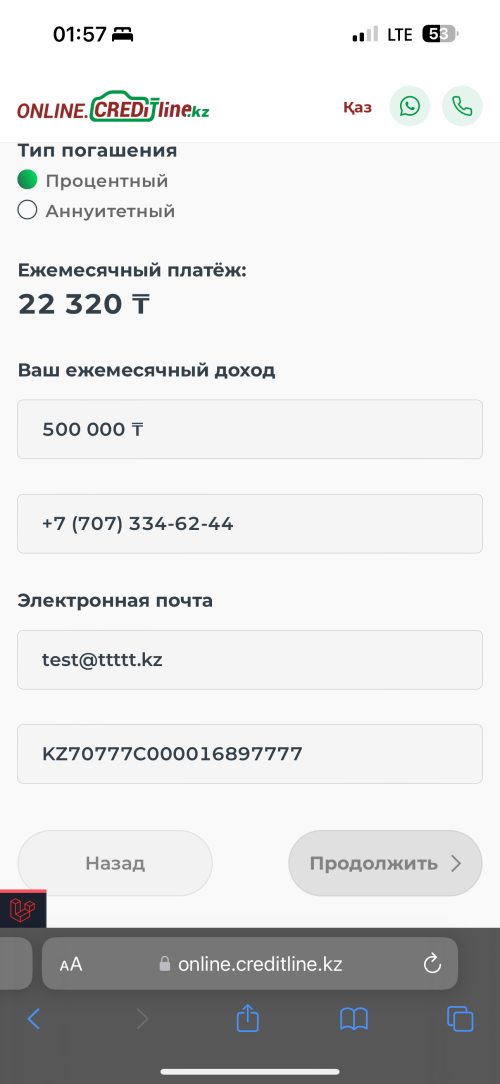 01:57
LTE
53
ONLINE.CREDITline.kz
Қаз
Тип погашения
Процентный
Аннуитетный
Ежемесячный платёж:
22 320 ₸
Ваш ежемесячный доход
500 000 ₸
+7 (707) 334-62-44
Электронная почта
test@ttttt.kz
KZ70777C000016897777
Назад
Продолжить
AA
online.creditline.kz